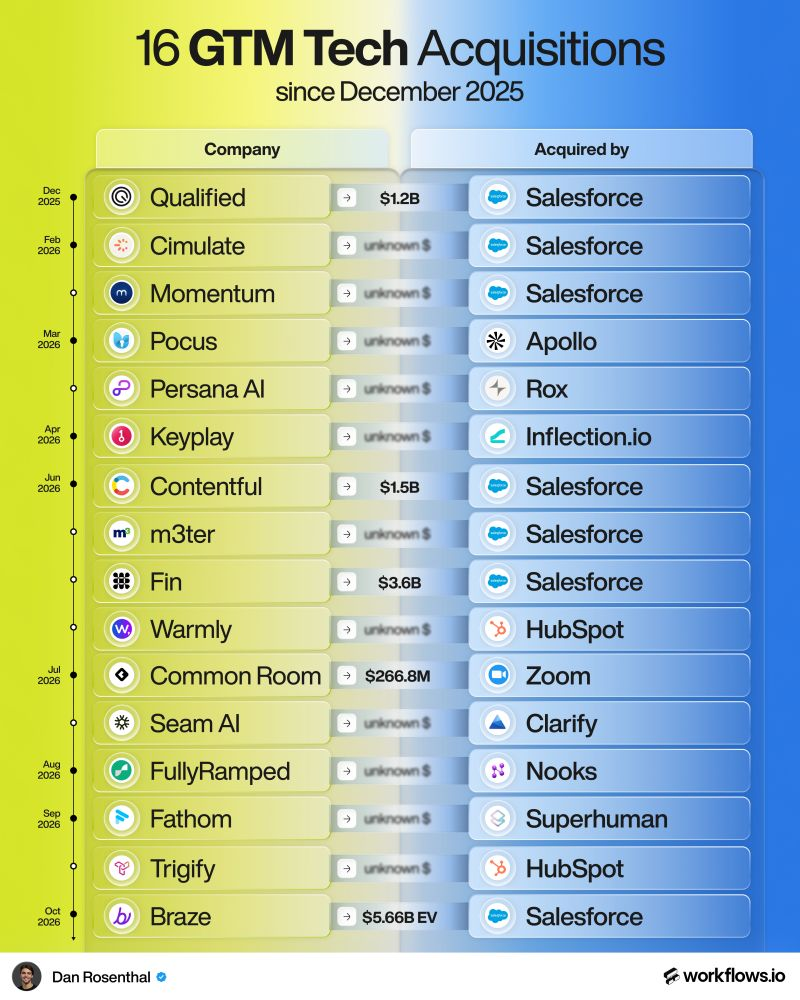 16 GTM Tech Acquisitions
since December 2025
Company
Acquired by
Dec
2025
Qualified
$1.2B
Salesforce
Feb
2026
Cimulate
unknown $
Salesforce
Momentum
unknown $
Salesforce
Mar
2026
Pocus
unknown $
Apollo
Persana AI
unknown $
Rox
Apr
2026
Keyplay
unknown $
Inflection.io
Jun
2026
Contentful
$1.5B
Salesforce
m3ter
unknown $
Salesforce
Fin
$3.6B
Salesforce
Warmly
unknown $
HubSpot
Jul
2026
Common Room
$266.8M
Zoom
Seam AI
unknown $
Clarify
Aug
2026
FullyRamped
unknown $
Nooks
Sep
2026
Fathom
unknown $
Superhuman
Trigify
unknown $
HubSpot
Oct
2026
Braze
$5.66B EV
Salesforce
Dan Rosenthal
workflows.io